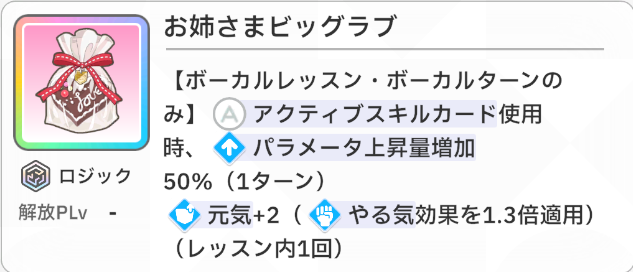 お姉さまビッグラブ
【ボーカルレッスン・ボーカルターンの
み】 A アクティブスキルカード使用
時、 パラメータ上昇量増加
50%（1ターン）
元気+2（ やる気効果を1.3倍適用）
（レッスン内1回）
ロジック
解放PLv -